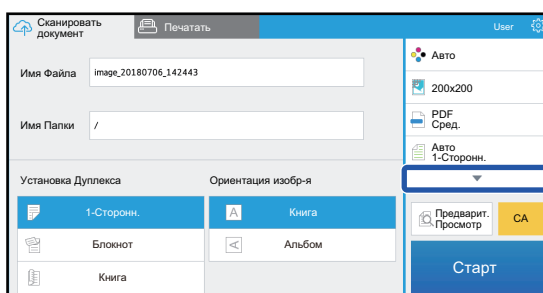 Сканировать
документ
Печатать
User
Имя Файла
image_20180706_142443
Имя Папки
/
Установка Дуплекса
Ориентация изобр-я
1-Сторонн.
Блокнот
Книга
A
Книга
A
Альбом
Авто
200x200
PDF
Сред.
Авто
1-Сторонн.
Предварит.
Просмотр
CA
Старт